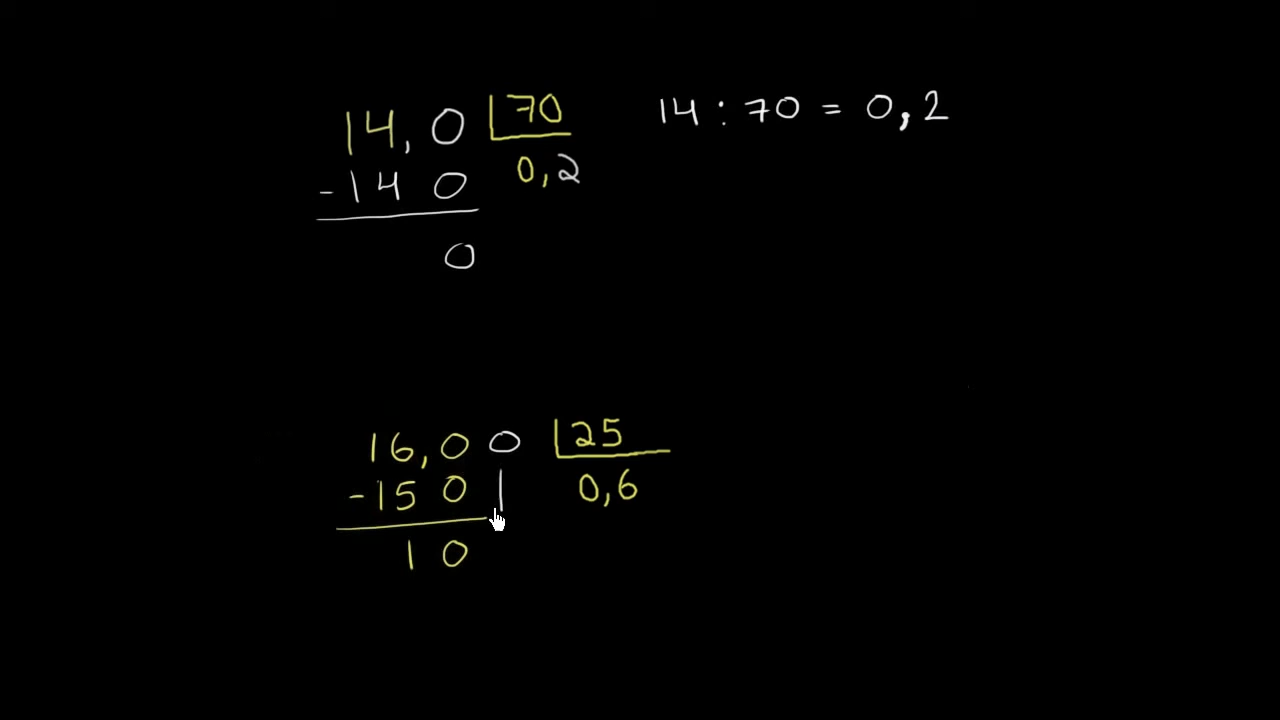 14,0 70 14 : 70 = 0,2
-14 0 0,2
0
16,0 0 25
-15 0 0,6
1 0